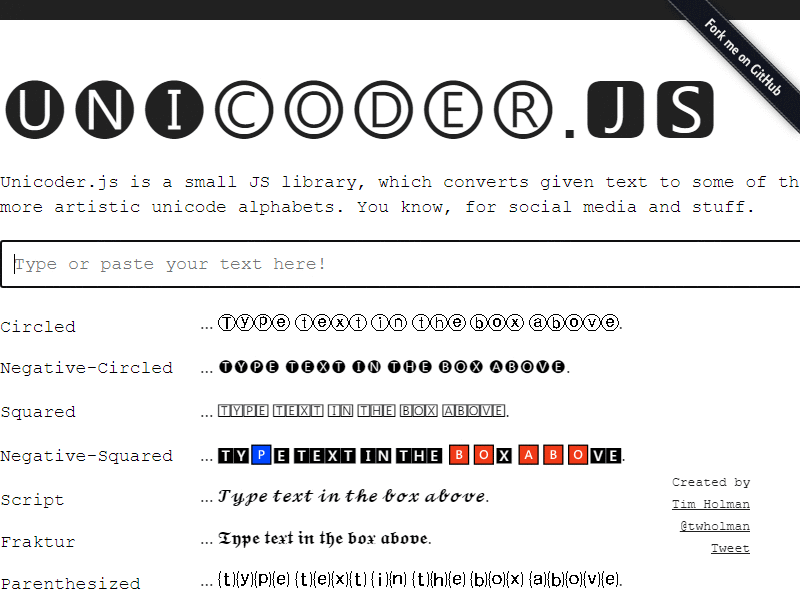 Fork me on GitHub
🅤🅝🅘ⒸⓄⒹⒺⓇ.🅹🆂
Unicoder.js is a small JS library, which converts given text to some of th
more artistic unicode alphabets. You know, for social media and stuff.
Type or paste your text here!
Circled ... Ⓣⓨⓟⓔ ⓣⓔⓧⓣ ⓘⓝ ⓣⓗⓔ ⓑⓞⓧ ⓐⓑⓞⓥⓔ.
Negative-Circled ... 🅣🅨🅟🅔 🅣🅔🅧🅣 🅘🅝 🅣🅗🅔 🅑🅞🅧 🅐🅑🅞🅥🅔.
Squared ... 🅃🅈🄿🄴 🅃🄴🅇🅃 🄸🄽 🅃🄷🄴 🄱🄾🅇 🄰🄱🄾🅅🄴.
Negative-Squared ... 🆃🆈🅿🅴 🆃🅴🆇🆃 🅸🅽 🆃🅷🅴 🅱🅾🆇 🅰🅱🅾🆅🅴.
Script ... 𝓣𝔂𝓹𝓮 𝓽𝓮𝔁𝓽 𝓲𝓷 𝓽𝓱𝓮 𝓫𝓸𝔁 𝓪𝓫𝓸𝓿𝓮.
Fraktur ... 𝕿𝖞𝖕𝖊 𝖙𝖊𝖝𝖙 𝖎𝖓 𝖙𝖍𝖊 𝖇𝖔𝖝 𝖆𝖇𝖔𝖛𝖊.
Parenthesized ... ⒯⒴⒫⒠ ⒯⒠⒳⒯ ⒤⒩ ⒯⒣⒠ ⒝⒪⒳ ⒜⒝⒪⒱⒠.
Created by
Tim Holman
@twholman
Tweet